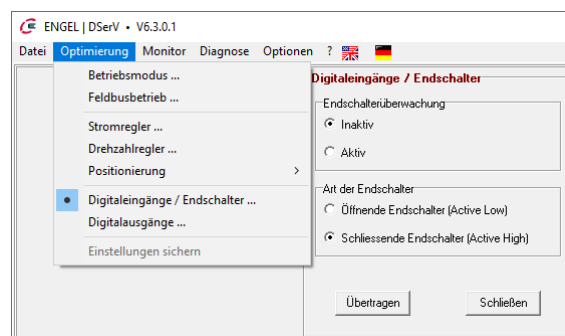 ENGEL | DSerV • V6.3.0.1
Datei Optimierung Monitor Diagnose Optionen ?
Betriebsmodus ...
Feldbusbetrieb ...
Stromregler ...
Drehzahlregler ...
Positionierung >
Digitaleingänge / Endschalter ...
Digitalausgänge ...
Einstellungen sichern
Digitaleingänge / Endschalter
Endschalterüberwachung
Inaktiv
Aktiv
Art der Endschalter
Öffnende Endschalter (Active Low)
Schliessende Endschalter (Active High)
Übertragen Schließen